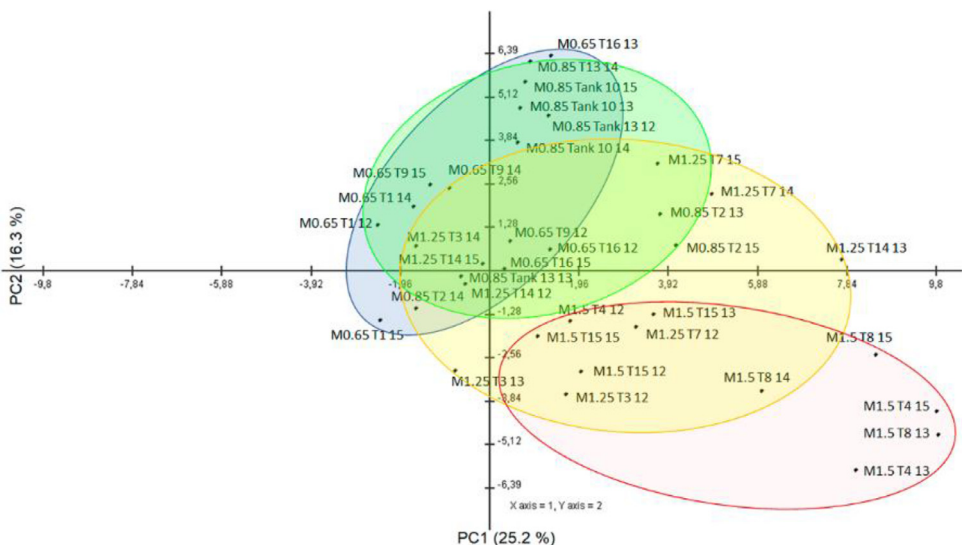 M0.65 T16 13
6,39
M0.85 T13 14
M0.85 Tank 10 15
5,12
M0.85 Tank 10 13
M0.85 Tank 13 12
3,84
M0.85 Tank 10 14
M1.25 T7 15
M0.65 T9 15
M0.65 T9 14
2,56
M1.25 T7 14
M0.65 T1 14
M0.85 T2 13
M0.65 T1 12
1,28
M0.65 T9 12
M1.25 T3 14
M0.65 T16 12
M0.85 T2 15
M1.25 T14 13
M1.25 T14 15
M0.65 T16 15
PC2 (16.3 %)
M0.85 Tank 13 13
-9,8
-7,84
-5,88
-3,92
-1,96
1,96
3,92
5,88
7,84
9,8
M0.85 T2 14
M1.25 T14 12
-1,28
M1.5 T4 12
M1.5 T15 13
M0.65 T1 15
M1.5 T15 15
M1.25 T7 12
M1.5 T8 15
-2,56
M1.25 T3 13
M1.5 T15 12
M1.5 T8 14
-3,84
M1.25 T3 12
M1.5 T4 15
-5,12
M1.5 T8 13
M1.5 T4 13
-6,39
X axis = 1, Y axis = 2
PC1 (25.2 %)